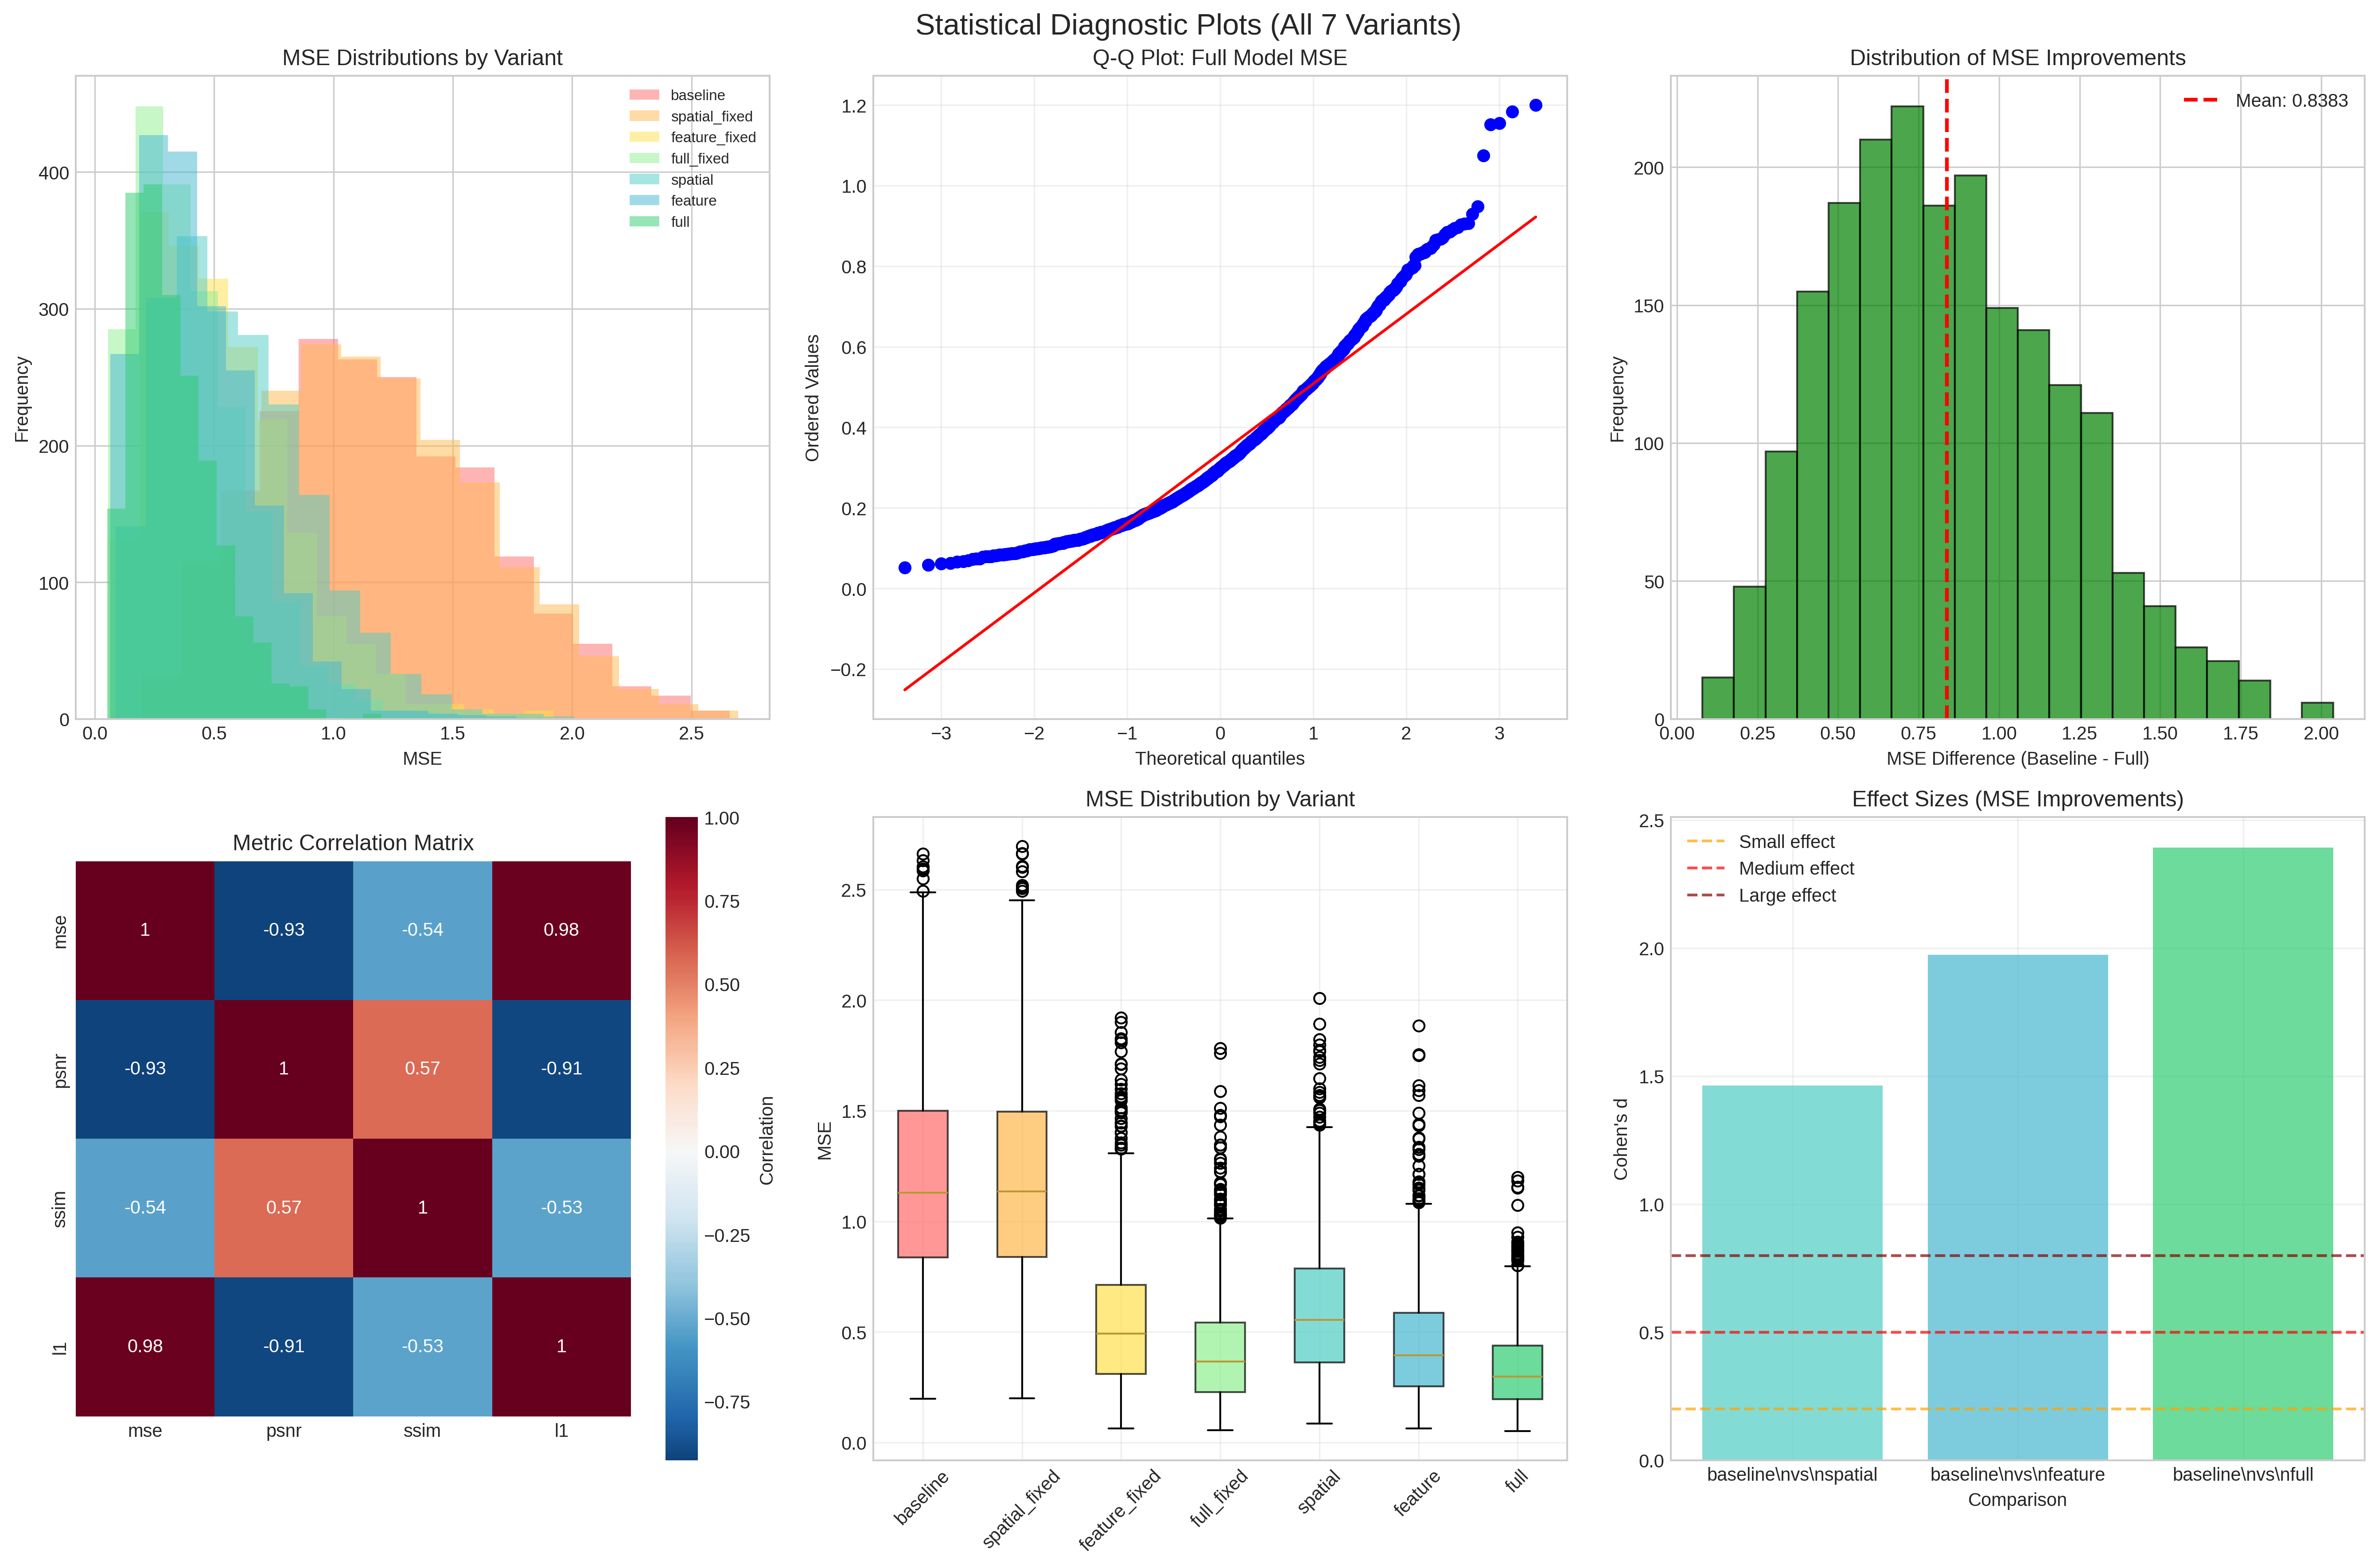 Statistical Diagnostic Plots (All 7 Variants)
MSE Distributions by Variant
Frequency
400
300
200
100
0
0.0 0.5 1.0 1.5 2.0 2.5
MSE
baseline
spatial_fixed
feature_fixed
full_fixed
spatial
feature
full
Q-Q Plot: Full Model MSE
Ordered Values
1.2
1.0
0.8
0.6
0.4
0.2
0.0
−0.2
−3 −2 −1 0 1 2 3
Theoretical quantiles
Distribution of MSE Improvements
Mean: 0.8383
Frequency
200
150
100
50
0
0.00 0.25 0.50 0.75 1.00 1.25 1.50 1.75 2.00
MSE Difference (Baseline - Full)
Metric Correlation Matrix
mse 1 -0.93 -0.54 0.98
psnr -0.93 1 0.57 -0.91
ssim -0.54 0.57 1 -0.53
l1 0.98 -0.91 -0.53 1
mse psnr ssim l1
1.00
0.75
0.50
0.25
0.00
−0.25
−0.50
−0.75
Correlation
MSE Distribution by Variant
MSE
2.5
2.0
1.5
1.0
0.5
0.0
baseline
spatial_fixed
feature_fixed
full_fixed
spatial
feature
full
Effect Sizes (MSE Improvements)
Small effect
Medium effect
Large effect
Cohen's d
2.5
2.0
1.5
1.0
0.5
0.0
baseline\nvs\nspatial baseline\nvs\nfeature baseline\nvs\nfull
Comparison